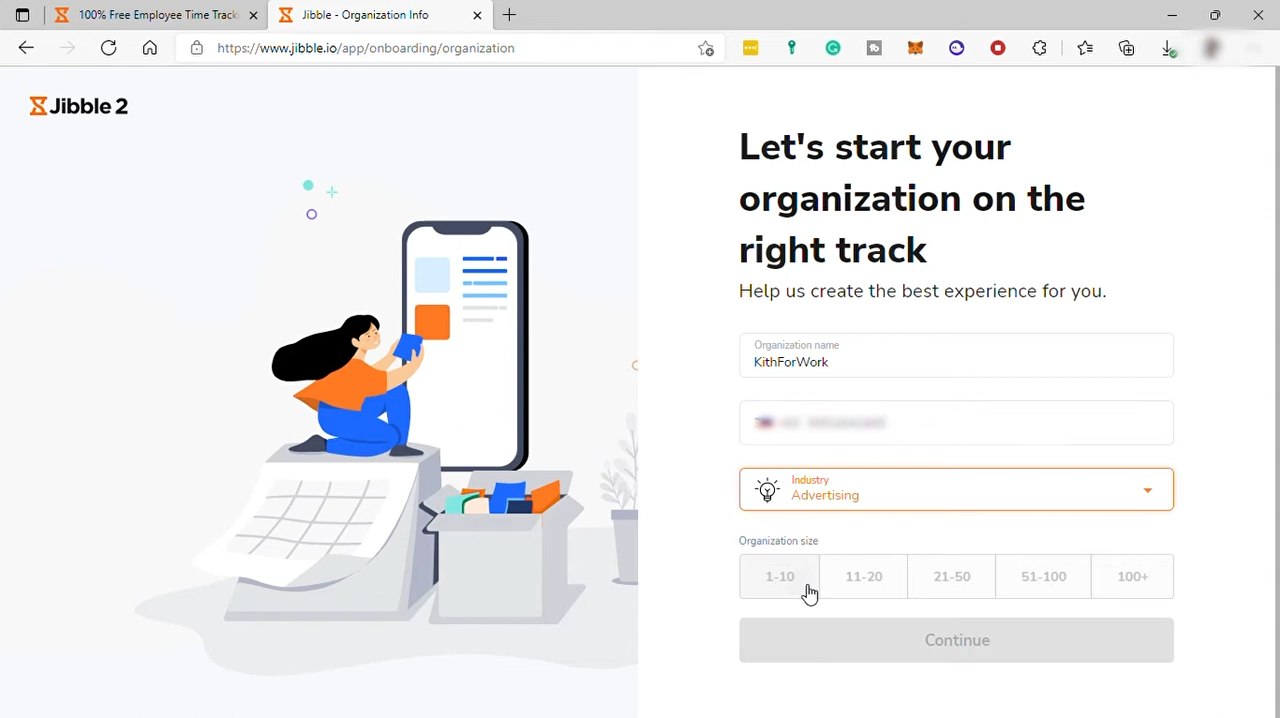 100% Free Employee Time Track
Jibble - Organization Info
https://www.jibble.io/app/onboarding/organization
Jibble 2
Let's start your
organization on the
right track
Help us create the best experience for you.
Organization name
KithForWork
Industry
Advertising
Organization size
1-10
11-20
21-50
51-100
100+
Continue